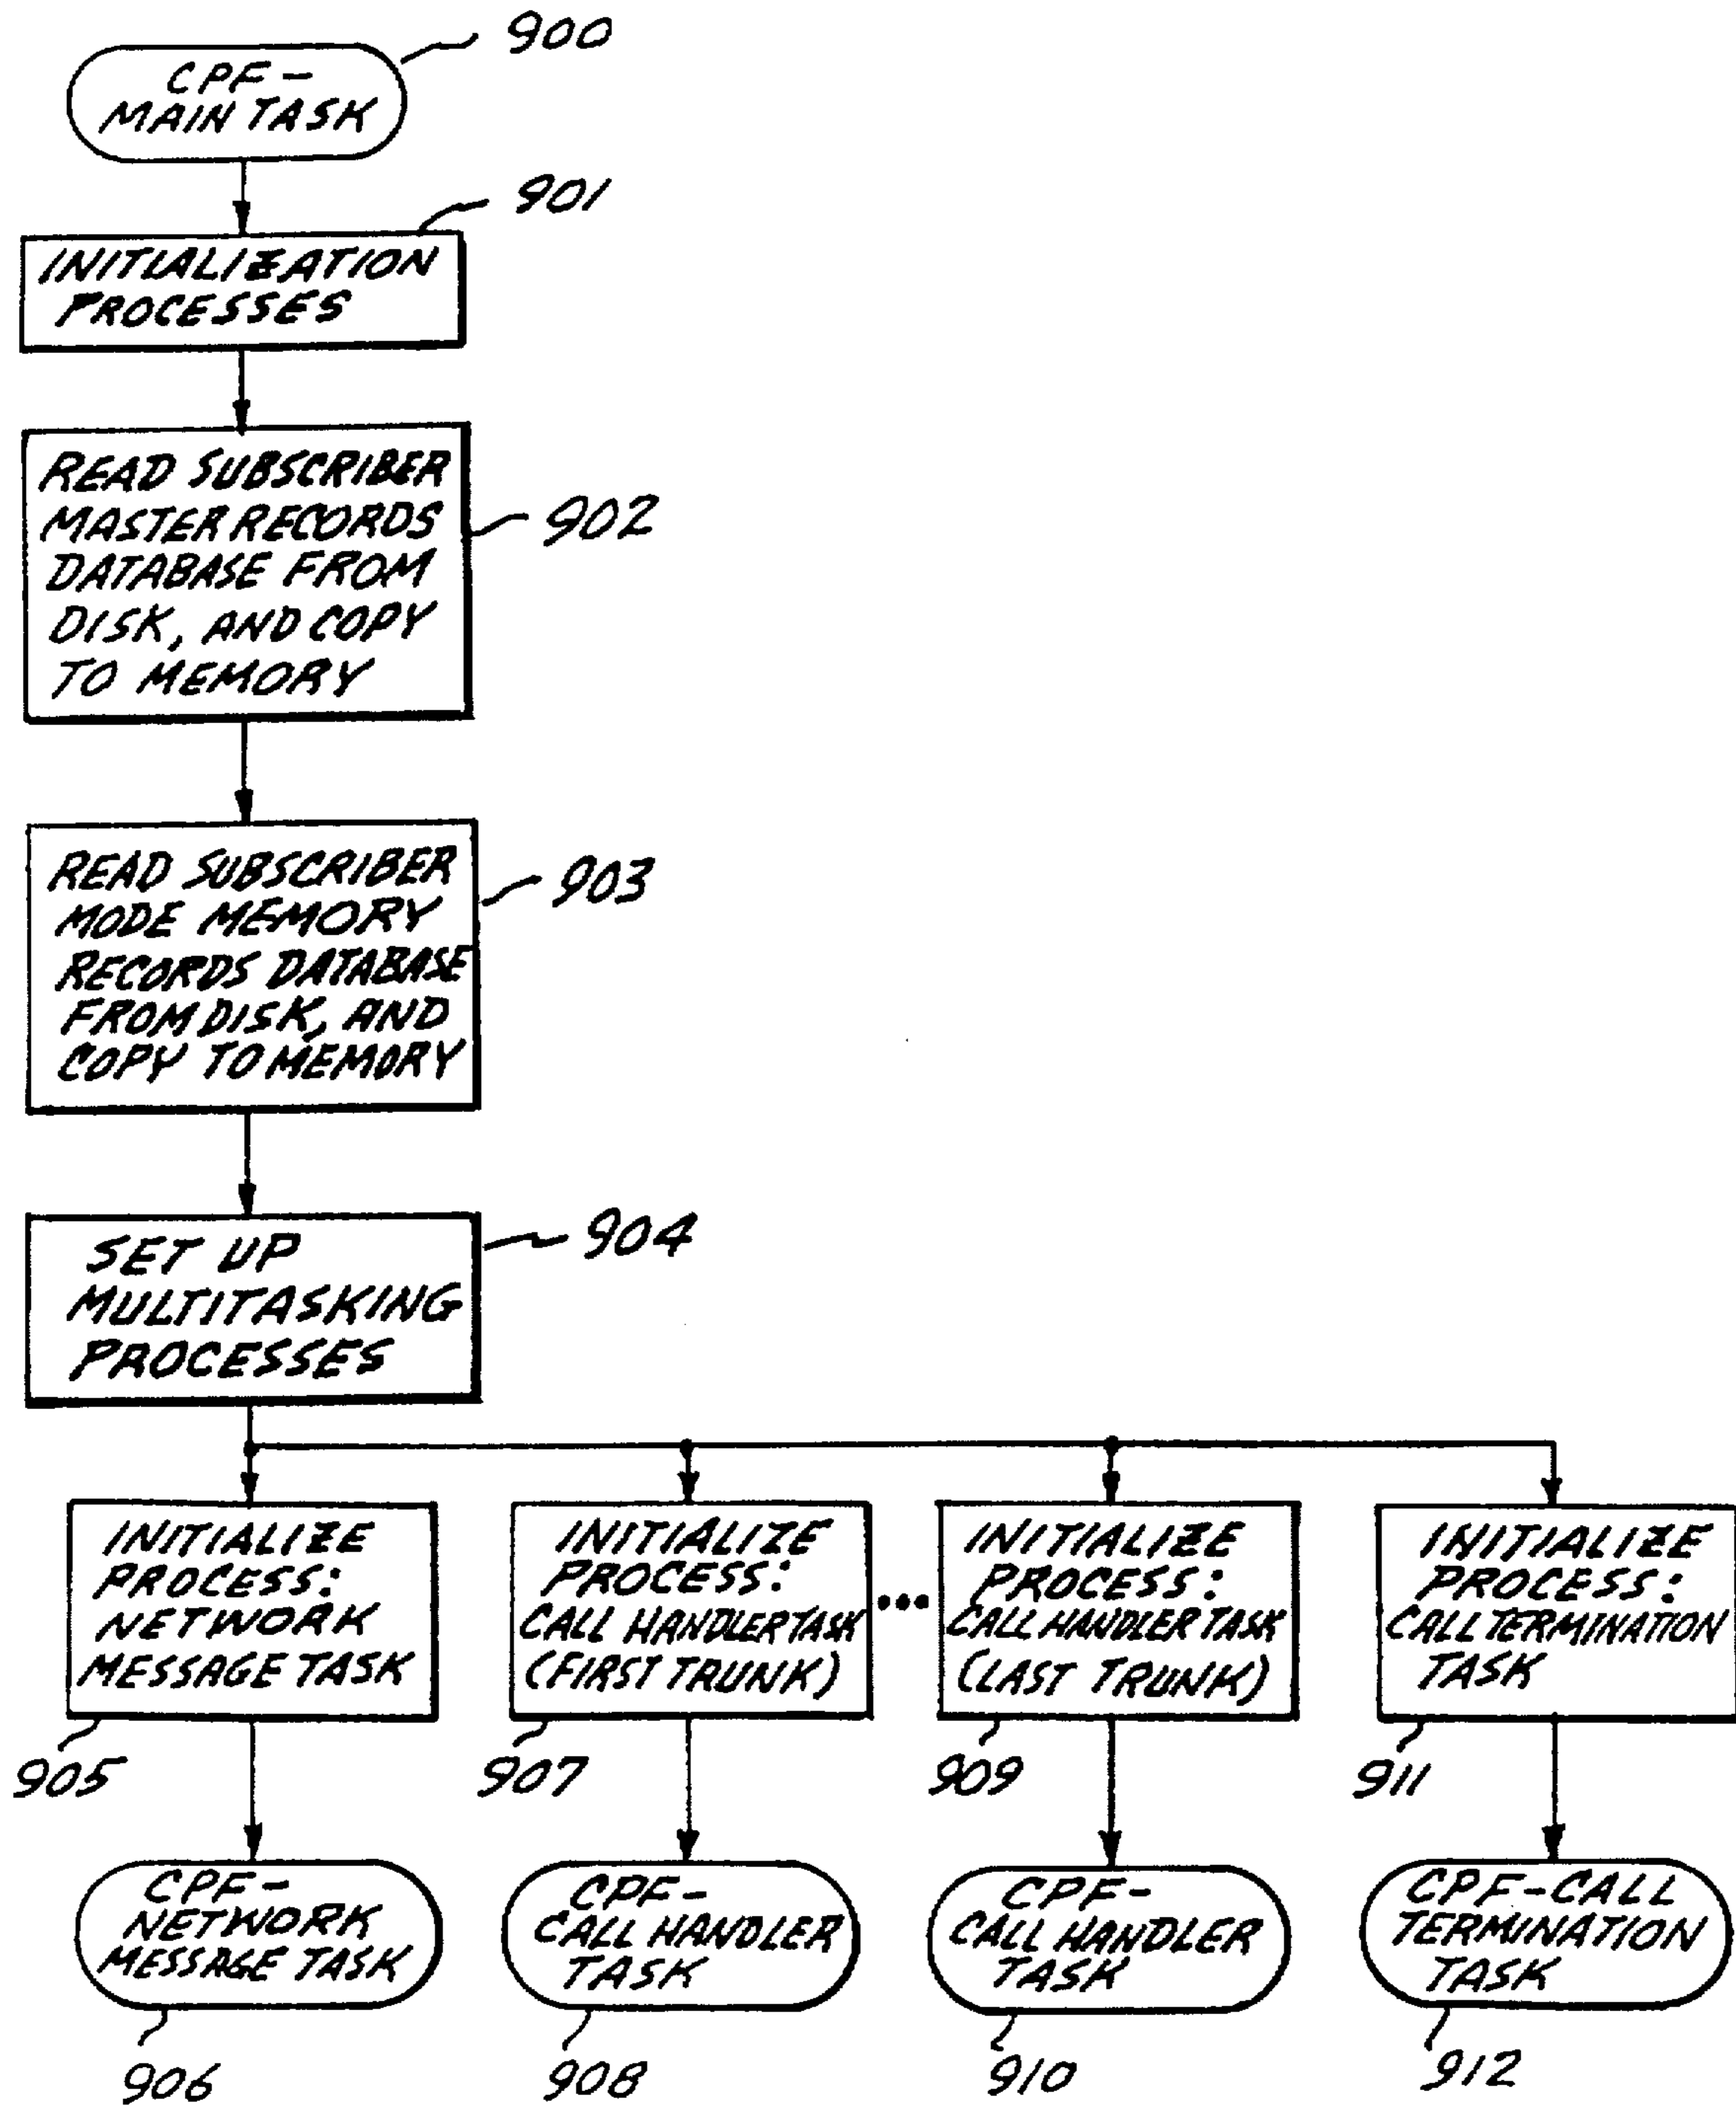 900
CPF-
MAIN TASK
901
INITIALIZATION
PROCESSES
READ SUBSCRIBER
MASTER RECORDS
DATABASE FROM
DISK, AND COPY
TO MEMORY
902
READ SUBSCRIBER
MODE MEMORY
RECORDS DATABASE
FROM DISK, AND
COPY TO MEMORY
903
SET UP
MULTITASKING
PROCESSES
904
INITIALIZE
PROCESS:
NETWORK
MESSAGE TASK
905
INITIALIZE
PROCESS:
CALL HANDLER TASK
(FIRST TRUNK)
907
...
INITIALIZE
PROCESS:
CALL HANDLER TASK
(LAST TRUNK)
909
INITIALIZE
PROCESS:
CALL TERMINATION
TASK
911
CPF-
NETWORK
MESSAGE TASK
906
CPF-
CALL HANDLER
TASK
908
CPF-
CALL HANDLER
TASK
910
CPF-CALL
TERMINATION
TASK
912